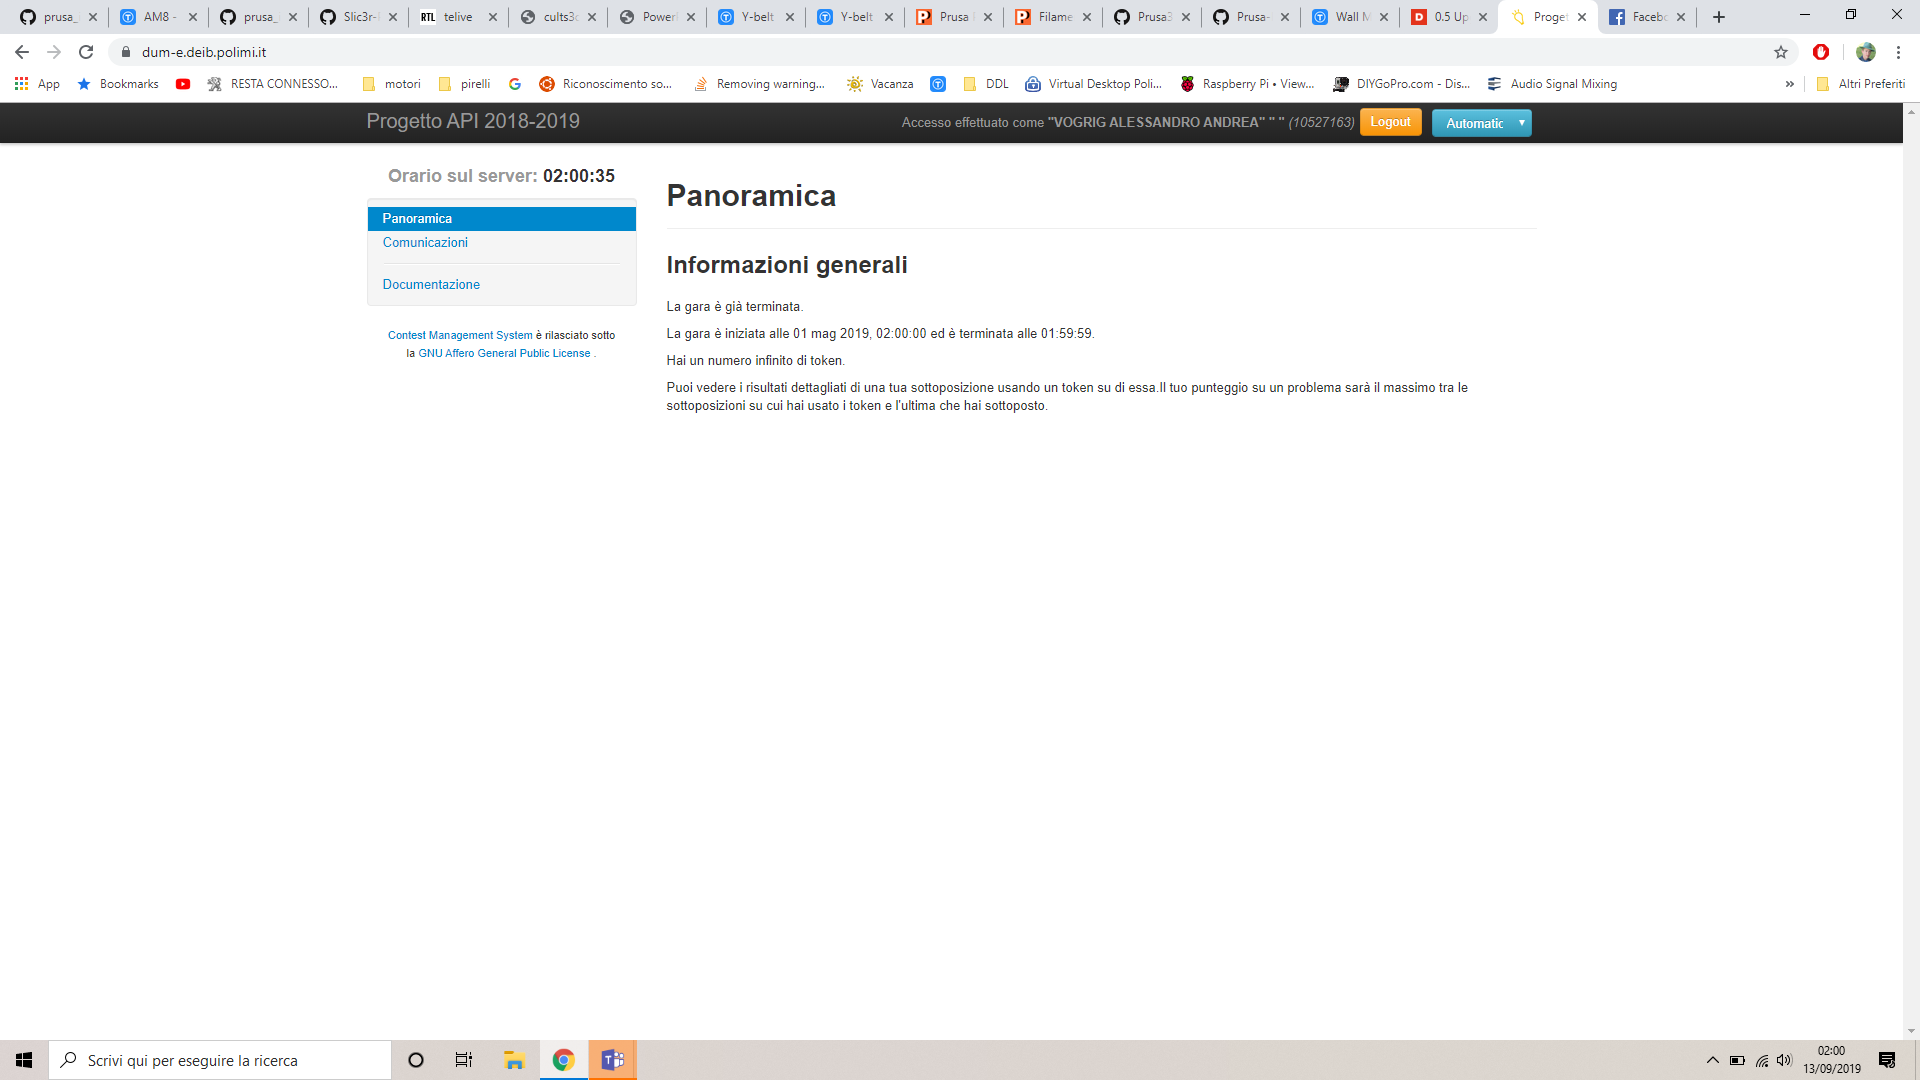 prusa_
AM8 -
prusa_
Slic3r-
telive
cults3d
Power
Y-belt
Y-belt
Prusa
Filame
Prusa3
Prusa-
Wall M
0.5 Up
Proget
Facebo
dum-e.deib.polimi.it
App
Bookmarks
RESTA CONNESSO...
motori
pirelli
Riconoscimento so...
Removing warning...
Vacanza
DDL
Virtual Desktop Poli...
Raspberry Pi • View...
DIYGoPro.com - Dis...
Audio Signal Mixing
»
Altri Preferiti
Progetto API 2018-2019
Accesso effettuato come "VOGRIG ALESSANDRO ANDREA" " " (10527163)
Logout
Automatic
Orario sul server: 02:00:35
Panoramica
Comunicazioni
Documentazione
Contest Management System è rilasciato sotto
la GNU Affero General Public License .
Panoramica
Informazioni generali
La gara è già terminata.
La gara è iniziata alle 01 mag 2019, 02:00:00 ed è terminata alle 01:59:59.
Hai un numero infinito di token.
Puoi vedere i risultati dettagliati di una tua sottoposizione usando un token su di essa.Il tuo punteggio su un problema sarà il massimo tra le
sottoposizioni su cui hai usato i token e l'ultima che hai sottoposto.
Scrivi qui per eseguire la ricerca
02:00
13/09/2019